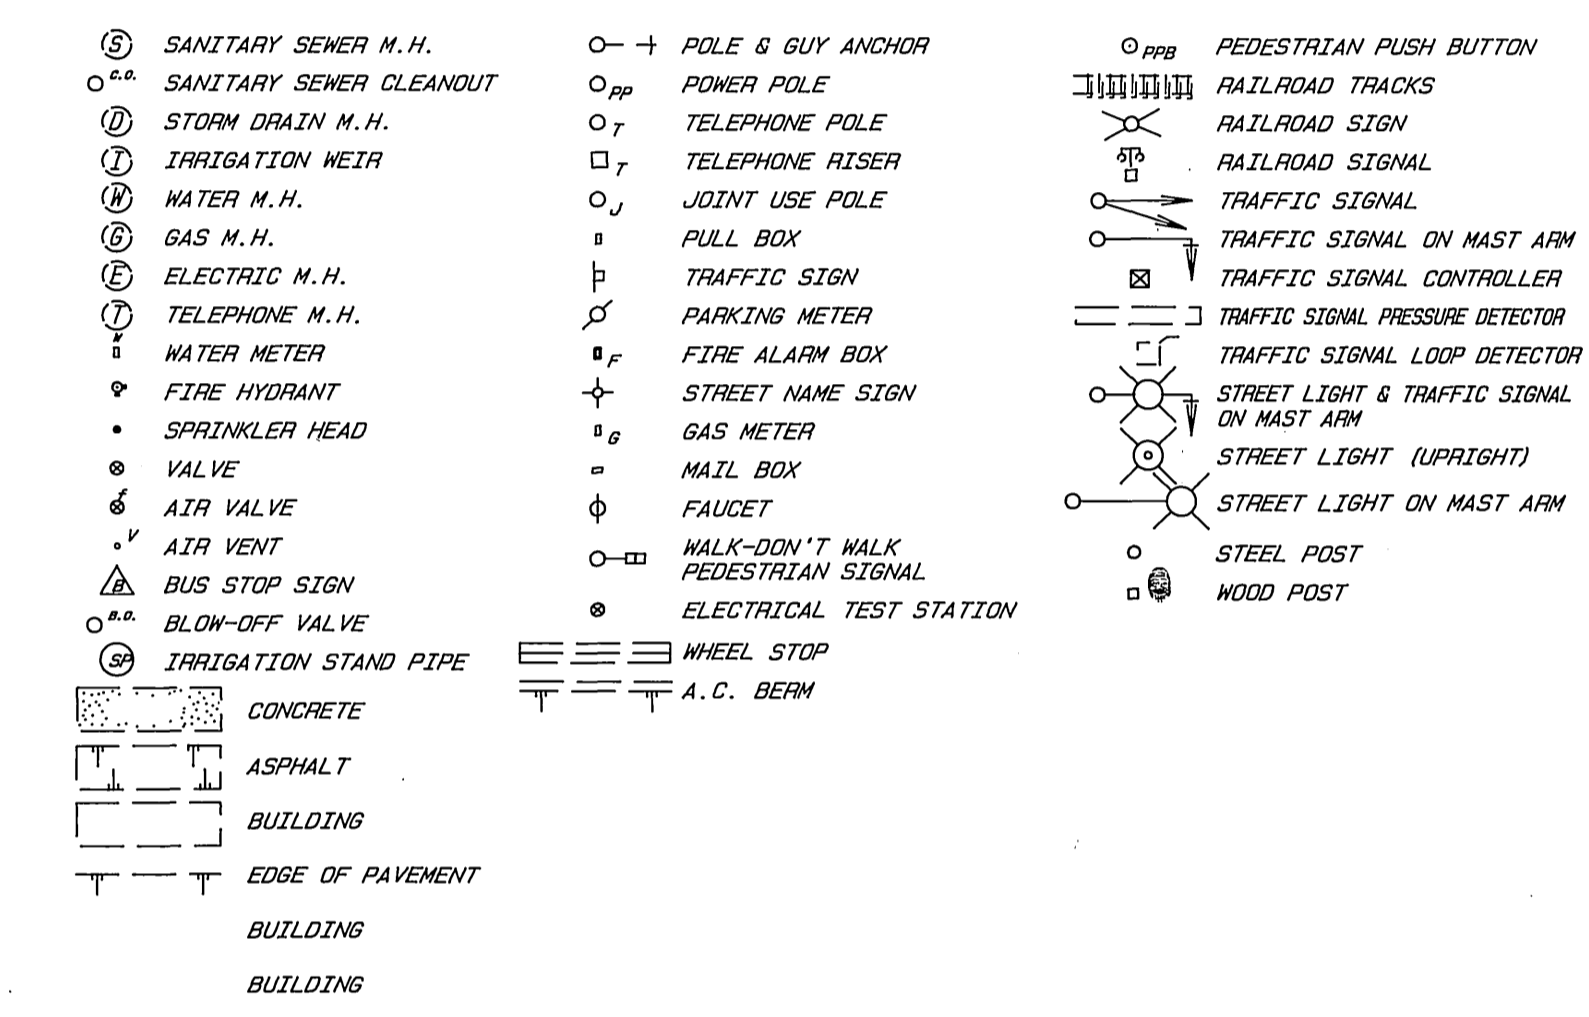 S SANITARY SEWER M.H.
C.O. SANITARY SEWER CLEANOUT
D STORM DRAIN M.H.
I IRRIGATION WEIR
W WATER M.H.
G GAS M.H.
E ELECTRIC M.H.
T TELEPHONE M.H.
W WATER METER
FIRE HYDRANT
SPRINKLER HEAD
VALVE
f AIR VALVE
V AIR VENT
B BUS STOP SIGN
B.O. BLOW-OFF VALVE
SP IRRIGATION STAND PIPE
CONCRETE
ASPHALT
BUILDING
EDGE OF PAVEMENT
BUILDING
BUILDING
POLE & GUY ANCHOR
PP POWER POLE
T TELEPHONE POLE
T TELEPHONE RISER
J JOINT USE POLE
PULL BOX
TRAFFIC SIGN
PARKING METER
F FIRE ALARM BOX
STREET NAME SIGN
G GAS METER
MAIL BOX
FAUCET
WALK-DON'T WALK
PEDESTRIAN SIGNAL
ELECTRICAL TEST STATION
WHEEL STOP
A.C. BERM
PPB PEDESTRIAN PUSH BUTTON
RAILROAD TRACKS
RAILROAD SIGN
RAILROAD SIGNAL
TRAFFIC SIGNAL
TRAFFIC SIGNAL ON MAST ARM
TRAFFIC SIGNAL CONTROLLER
TRAFFIC SIGNAL PRESSURE DETECTOR
TRAFFIC SIGNAL LOOP DETECTOR
STREET LIGHT & TRAFFIC SIGNAL
ON MAST ARM
STREET LIGHT (UPRIGHT)
STREET LIGHT ON MAST ARM
STEEL POST
WOOD POST